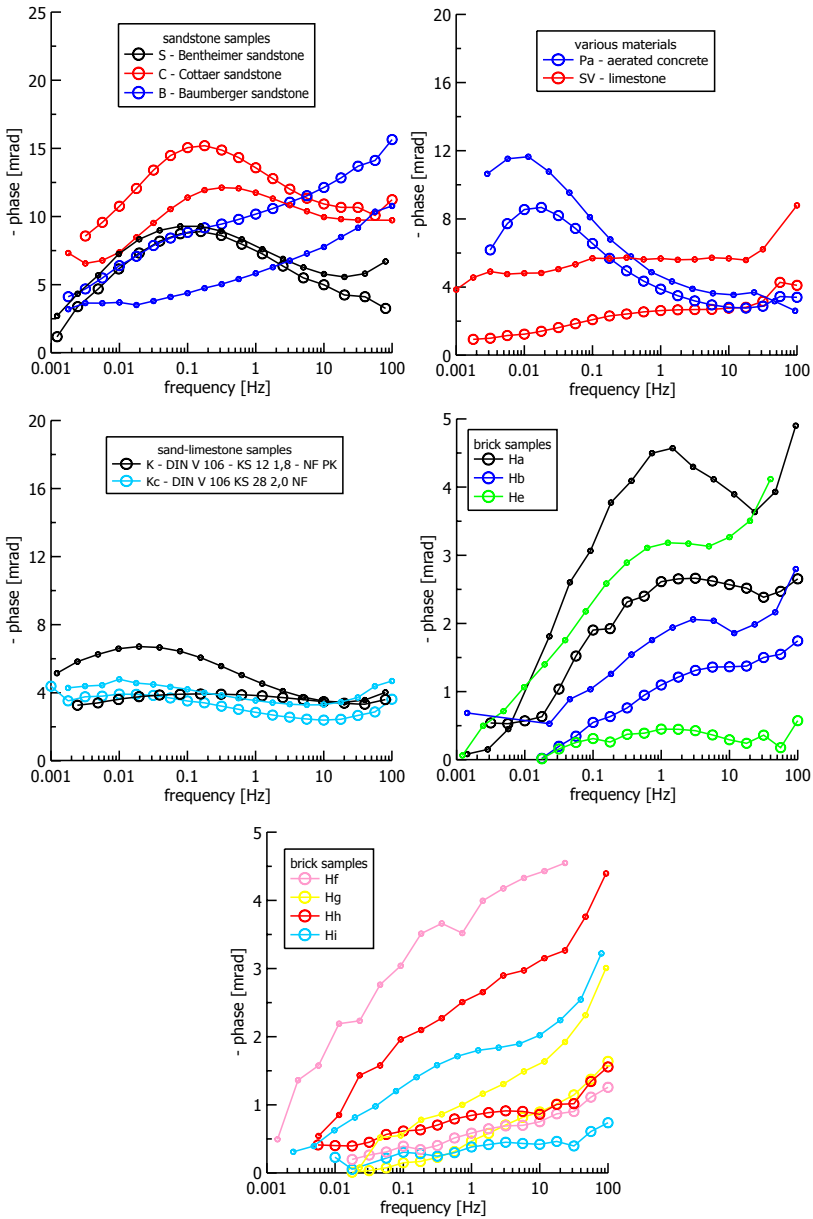 25
20
15
10
5
0
- phase [mrad]
sandstone samples
S - Bentheimer sandstone
C - Cottaer sandstone
B - Baumberger sandstone
0.001 0.01 0.1 1 10 100
frequency [Hz]
20
16
12
8
4
0
- phase [mrad]
various materials
Pa - aerated concrete
SV - limestone
0.001 0.01 0.1 1 10 100
frequency [Hz]
20
16
12
8
4
0
- phase [mrad]
sand-limestone samples
K - DIN V 106 - KS 12 1,8 - NF PK
Kc - DIN V 106 KS 28 2,0 NF
0.001 0.01 0.1 1 10 100
frequency [Hz]
5
4
3
2
1
0
- phase [mrad]
brick samples
Ha
Hb
He
0.001 0.01 0.1 1 10 100
frequency [Hz]
5
4
3
2
1
0
- phase [mrad]
brick samples
Hf
Hg
Hh
Hi
0.001 0.01 0.1 1 10 100
frequency [Hz]